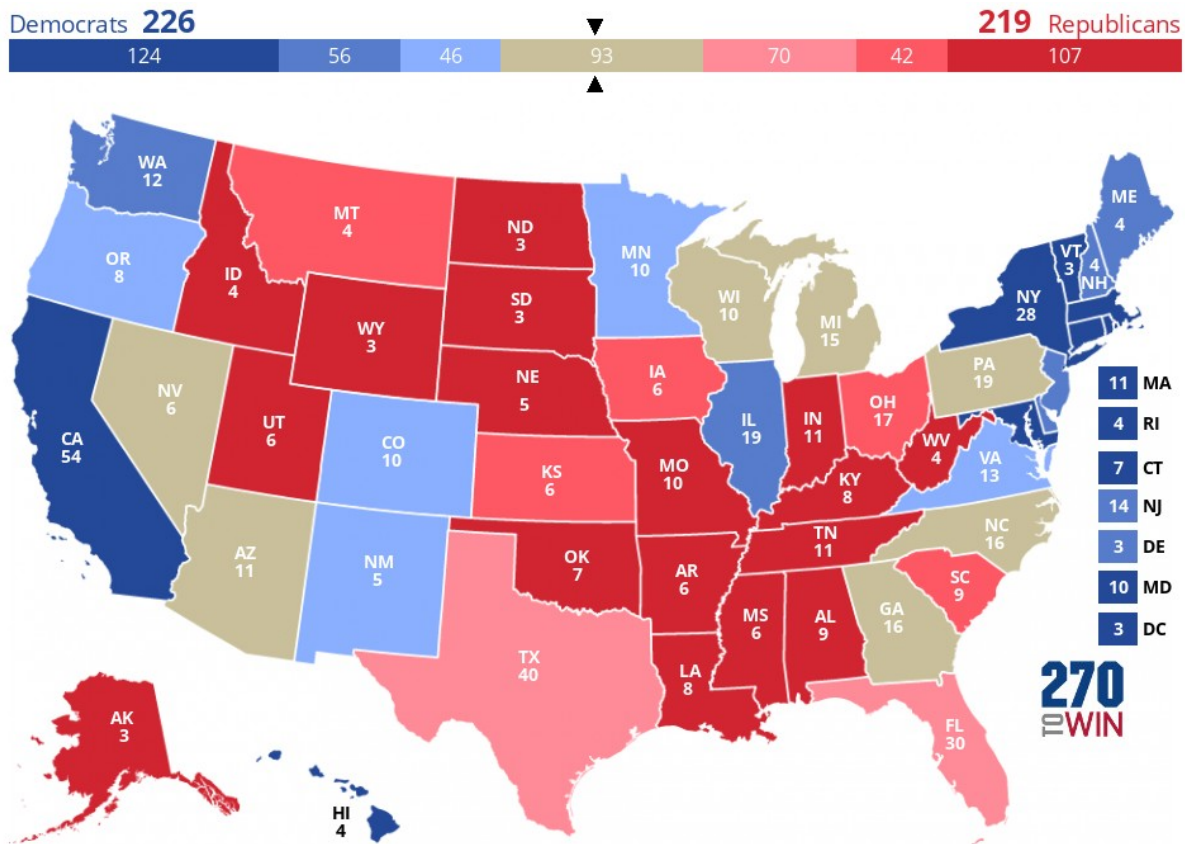 Democrats 226
219 Republicans
124 56 46 93 70 42 107
WA
12
OR
8
CA
54
NV
6
ID
4
MT
4
WY
3
UT
6
AZ
11
CO
10
NM
5
ND
3
SD
3
NE
5
KS
6
OK
7
TX
40
MN
10
IA
6
MO
10
AR
6
LA
8
WI
10
IL
19
MI
15
IN
11
OH
17
KY
8
TN
11
MS
6
AL
9
GA
16
FL
30
SC
9
NC
16
VA
13
WV
4
PA
19
NY
28
VT
3
4
NH
ME
4
11 MA
4 RI
7 CT
14 NJ
3 DE
10 MD
3 DC
AK
3
HI
4
270
TO WIN